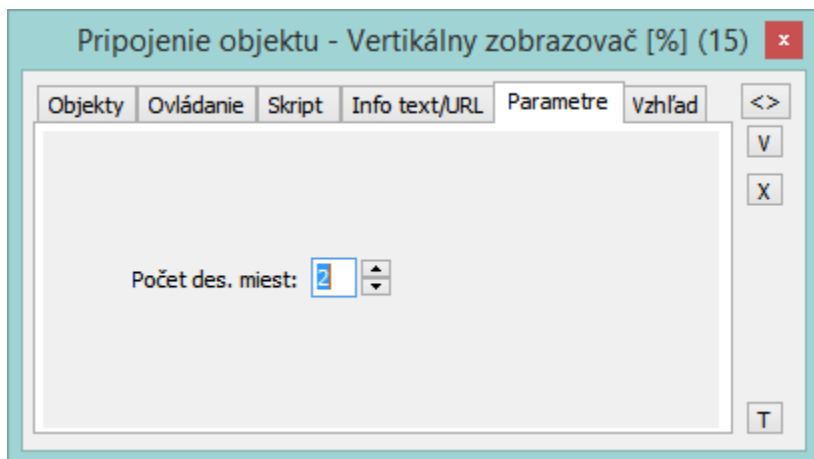 Pripojenie objektu - Vertikálny zobrazovač [%] (15) x
Objekty Ovládanie Skript Info text/URL Parametre Vzhľad <>
V
X
Počet des. miest: 2
T